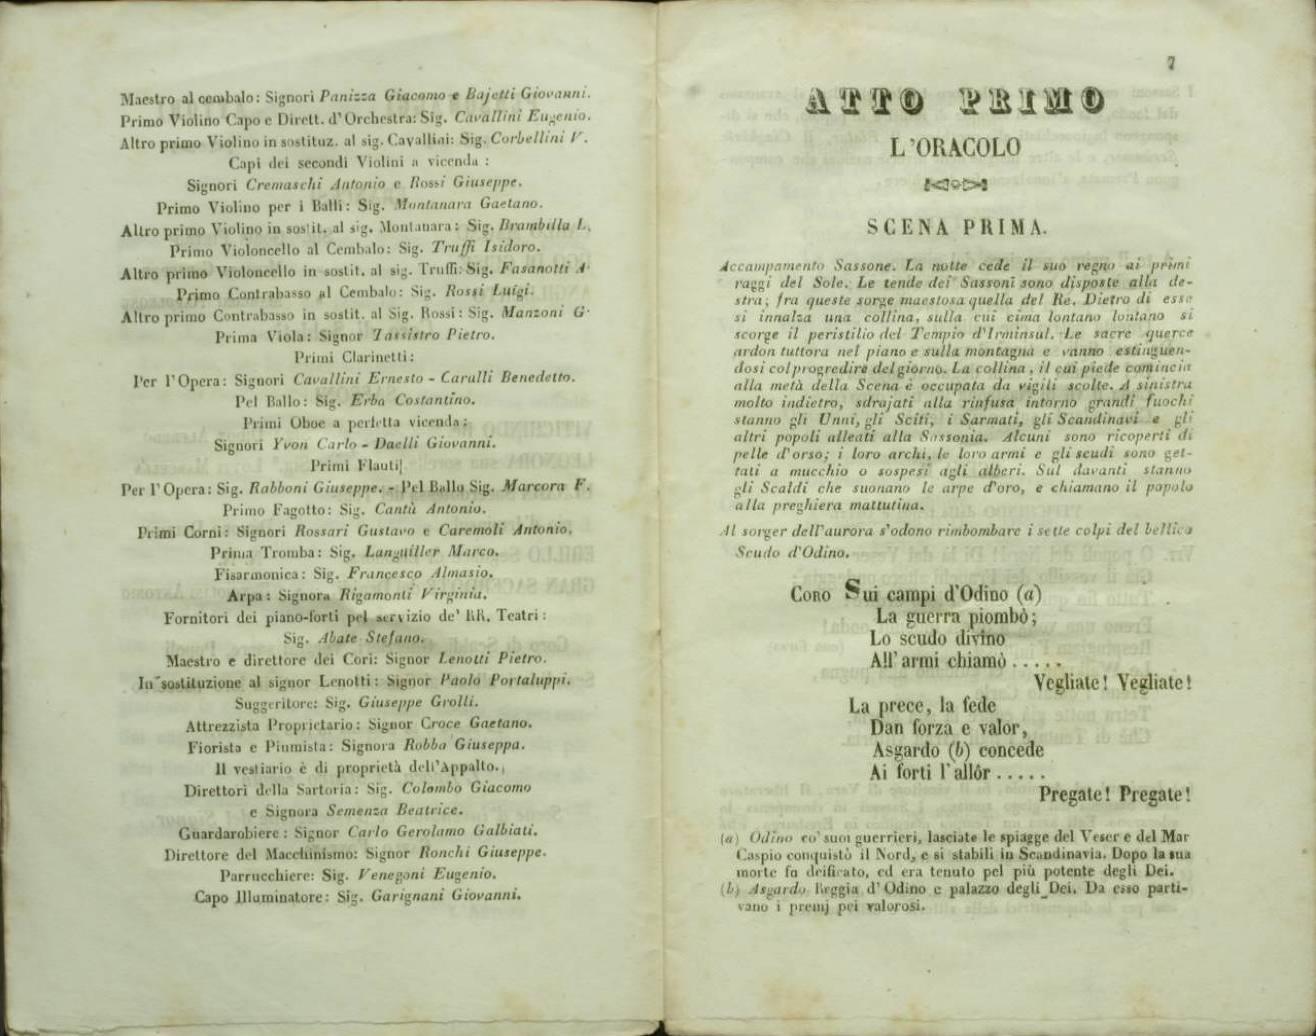 Maestro al cembalo: Signori Panizza Giacomo e Bajetti Giovanni.
Primo Violino Capo e Dirett. d'Orchestra: Sig. Cavallini Eugenio.
Altro primo Violino in sostituz. al sig. Cavallini: Sig. Corbellini V.
Capi dei secondi Violini a vicenda :
Signori Cremaschi Antonio e Rossi Giuseppe.
Primo Violino per i Balli: Sig. Montanara Gaetano.
Altro primo Violino in sostit. al sig. Montanara: Sig. Brambilla L.
Primo Violoncello al Cembalo: Sig. Truffi Isidoro.
Altro primo Violoncello in sostit. al sig. Truffi: Sig. Fasanotti A.
Primo Contrabasso al Cembalo: Sig. Rossi Luigi.
Altro primo Contrabasso in sostit. al Sig. Rossi: Sig. Manzoni G.
Prima Viola: Signor Tassistro Pietro.
Primi Clarinetti:
Per l'Opera: Signori Cavallini Ernesto - Carulli Benedetto.
Pel Ballo: Sig. Erba Costantino.
Primi Oboe a perfetta vicenda:
Signori Yvon Carlo - Daelli Giovanni.
Primi Flauti
Per l'Opera: Sig. Rabboni Giuseppe. - Pel Ballo Sig. Marcora F.
Primo Fagotto: Sig. Cantù Antonio.
Primi Corni: Signori Rossari Gustavo e Caremoli Antonio.
Prima Tromba: Sig. Languiller Marco.
Fisarmonica: Sig. Francesco Almasio.
Arpa: Signora Rigamonti Virginia.
Fornitori dei piano-forti pel servizio de' RR. Teatri:
Sig. Abate Stefano.
Maestro e direttore dei Cori: Signor Lenotti Pietro.
In sostituzione al signor Lenotti: Signor Paolo Portaluppi.
Suggeritore: Sig. Giuseppe Grolli.
Attrezzista Proprietario: Signor Croce Gaetano.
Fiorista e Piumista: Signora Robba Giuseppa.
Il vestiario è di proprietà dell'Appalto.
Direttori della Sartoria: Sig. Colombo Giacomo
e Signora Semenza Beatrice.
Guardarobiere: Signor Carlo Gerolamo Galbiati.
Direttore del Macchinismo: Signor Ronchi Giuseppe.
Parrucchiere: Sig. Venegoni Eugenio.
Capo Illuminatore: Sig. Garignani Giovanni.
7
ATTO PRIMO
L'ORACOLO
SCENA PRIMA.
Accampamento Sassone. La notte cede il suo regno ai primi
raggi del Sole. Le tende dei Sassoni sono disposte alla de-
stra; fra queste sorge maestosa quella del Re. Dietro di esse
si innalza una collina, sulla cui cima lontano lontano si
scorge il peristilio del Tempio d'Irminsul. Le sacre querce
ardon tuttora nel piano e sulla montagna e vanno estinguen-
dosi col progredire del giorno. La collina, il cui piede comincia
alla metà della Scena è occupata da vigili scolte. A sinistra
molto indietro, sdrajati alla rinfusa intorno grandi fuochi
stanno gli Unni, gli Sciti, i Sarmati, gli Scandinavi e gli
altri popoli alleati alla Sassonia. Alcuni sono ricoperti di
pelle d'orso; i loro archi, le loro armi e gli scudi sono get-
tati a mucchio o sospesi agli alberi. Sul davanti stanno
gli Scaldi che suonano le arpe d'oro, e chiamano il popolo
alla preghiera mattutina.
Al sorger dell'aurora s'odono rimbombare i sette colpi del bellico
Scudo d'Odino.
CORO Sui campi d'Odino (a)
La guerra piombò;
Lo scudo divino
All'armi chiamò .....
Vegliate! Vegliate!
La prece, la fede
Dan forza e valor,
Asgardo (b) concede
Ai forti l'allôr .....
Pregate! Pregate!
(a) Odino co' suoi guerrieri, lasciate le spiagge del Veser e del Mar
Caspio conquistò il Nord, e si stabilì in Scandinavia. Dopo la sua
morte fu deificato, ed era tenuto pel più potente degli Dei.
(b) Asgardo Reggia d'Odino e palazzo degli Dei. Da esso parti-
vano i premj pei valorosi.